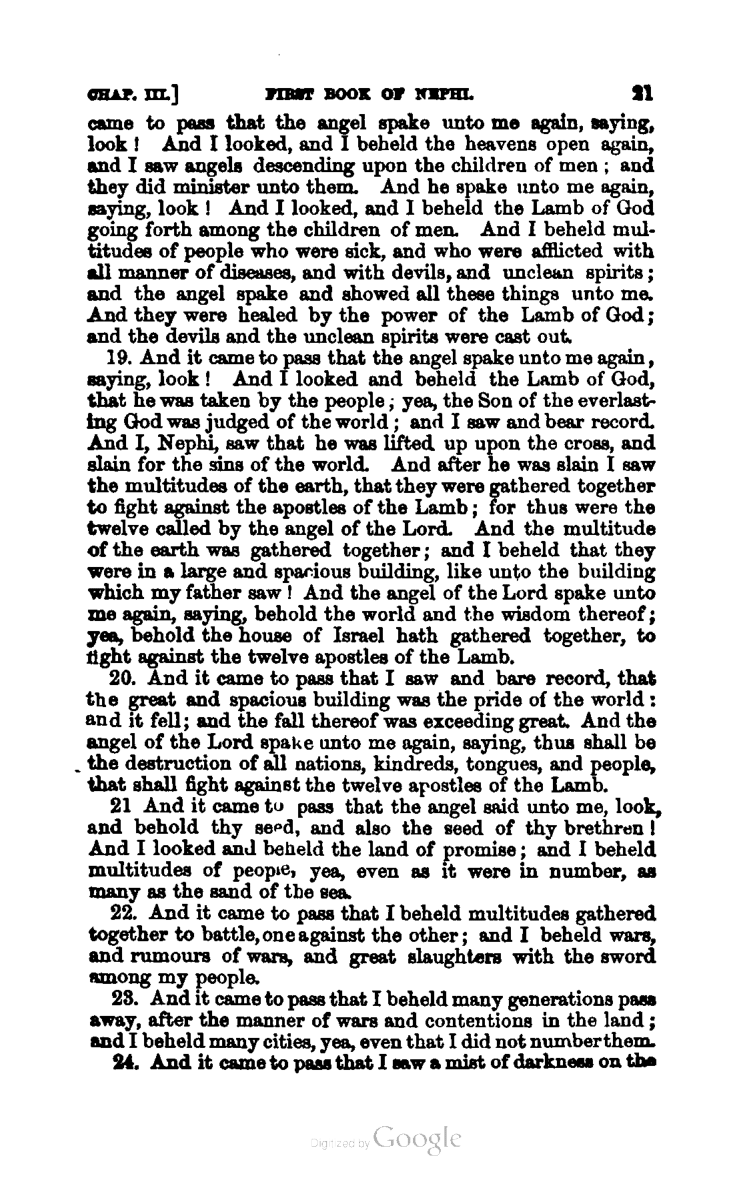 CHAP. III.] FIRST BOOK OF NEPHI. 21
came to pass that the angel spake unto me again, saying,
look! And I looked, and I beheld the heavens open again,
and I saw angels descending upon the children of men; and
they did minister unto them. And he spake unto me again,
saying, look! And I looked, and I beheld the Lamb of God
going forth among the children of men. And I beheld mul-
titudes of people who were sick, and who were afflicted with
all manner of diseases, and with devils, and unclean spirits;
and the angel spake and showed all these things unto me.
And they were healed by the power of the Lamb of God;
and the devils and the unclean spirits were cast out.
19. And it came to pass that the angel spake unto me again,
saying, look! And I looked and beheld the Lamb of God,
that he was taken by the people; yea, the Son of the everlast-
ing God was judged of the world; and I saw and bear record.
And I, Nephi, saw that he was lifted up upon the cross, and
slain for the sins of the world. And after he was slain I saw
the multitudes of the earth, that they were gathered together
to fight against the apostles of the Lamb; for thus were the
twelve called by the angel of the Lord. And the multitude
of the earth was gathered together; and I beheld that they
were in a large and spacious building, like unto the building
which my father saw! And the angel of the Lord spake unto
me again, saying, behold the world and the wisdom thereof;
yea, behold the house of Israel hath gathered together, to
fight against the twelve apostles of the Lamb.
20. And it came to pass that I saw and bare record, that
the great and spacious building was the pride of the world:
and it fell; and the fall thereof was exceeding great. And the
angel of the Lord spake unto me again, saying, thus shall be
the destruction of all nations, kindreds, tongues, and people,
that shall fight against the twelve apostles of the Lamb.
21 And it came to pass that the angel said unto me, look,
and behold thy seed, and also the seed of thy brethren!
And I looked and beheld the land of promise; and I beheld
multitudes of people, yea, even as it were in number, as
many as the sand of the sea.
22. And it came to pass that I beheld multitudes gathered
together to battle, one against the other; and I beheld wars,
and rumours of wars, and great slaughters with the sword
among my people.
23. And it came to pass that I beheld many generations pass
away, after the manner of wars and contentions in the land;
and I beheld many cities, yea, even that I did not number them.
24. And it came to pass that I saw a mist of darkness on the
Digitized by Google